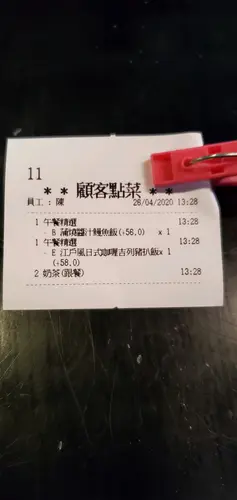 11
* * 顧客點菜 * *
員工 : 陳 26/04/2020 13:28
1 午餐精選 13:28
- B 蒲燒醬汁鰻魚飯(+56.0) x 1
1 午餐精選 13:28
- E 江戶風日式咖喱吉列豬扒飯x 1
(+58.0)
2 奶茶(跟餐) 13:28